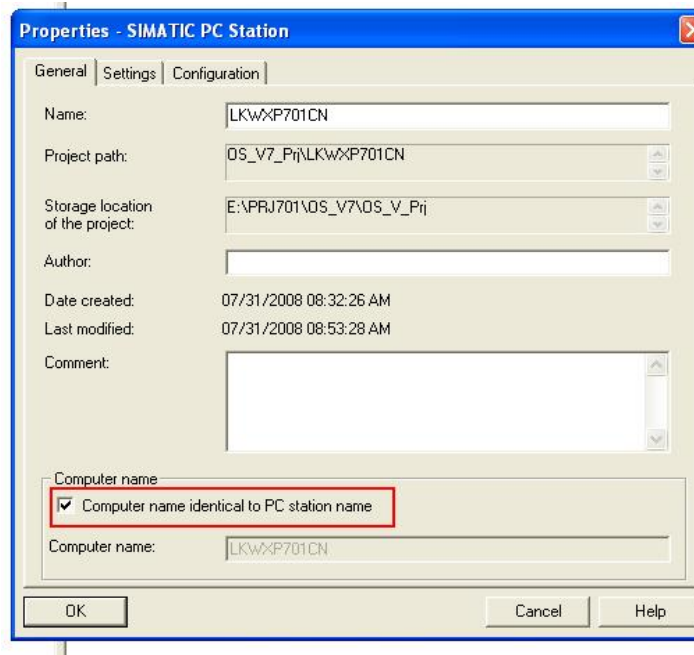 Properties - SIMATIC PC Station
General Settings Configuration
Name: LKWXP701CN
Project path: OS_V7_Prj\LKWXP701CN
Storage location
of the project: E:\PRJ701\OS_V7\OS_V_Prj
Author:
Date created: 07/31/2008 08:32:26 AM
Last modified: 07/31/2008 08:53:28 AM
Comment:
Computer name
Computer name identical to PC station name
Computer name: LKWXP701CN
OK Cancel Help